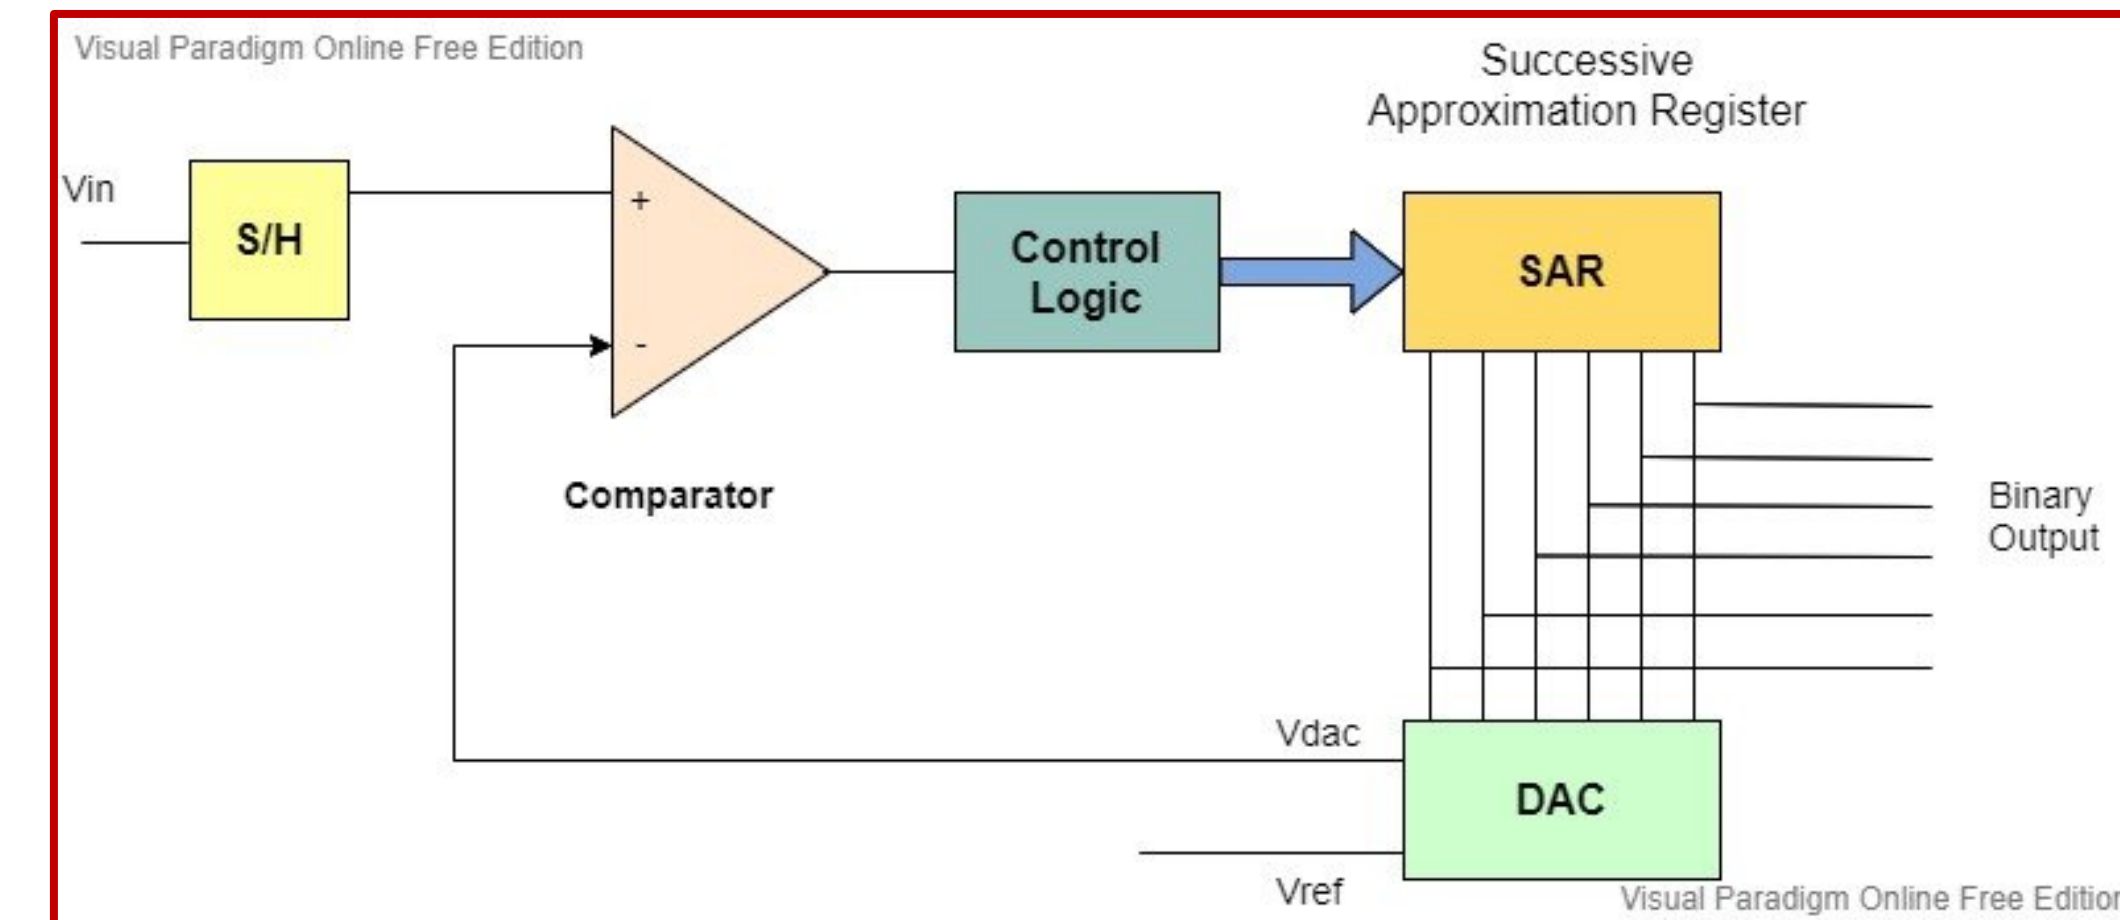 Visual Paradigm Online Free Edition
Successive
Approximation Register
Vin
S/H
+
-
Comparator
Control
Logic
SAR
Binary
Output
Vdac
DAC
Vref
Visual Paradigm Online Free Edition